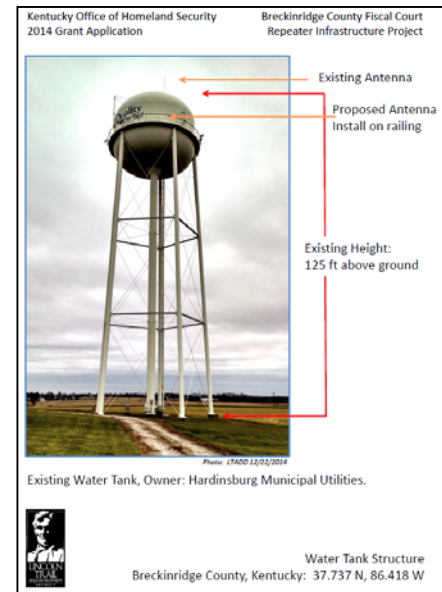 Kentucky Office of Homeland Security
2014 Grant Application
Breckinridge County Fiscal Court
Repeater Infrastructure Project
Existing Antenna
Proposed Antenna
Install on railing
Existing Height:
125 ft above ground
Photo: LTADD 12/22/2014
Existing Water Tank, Owner: Hardinsburg Municipal Utilities.
LINCOLN
TRAIL
Water Tank Structure
Breckinridge County, Kentucky: 37.737 N, 86.418 W